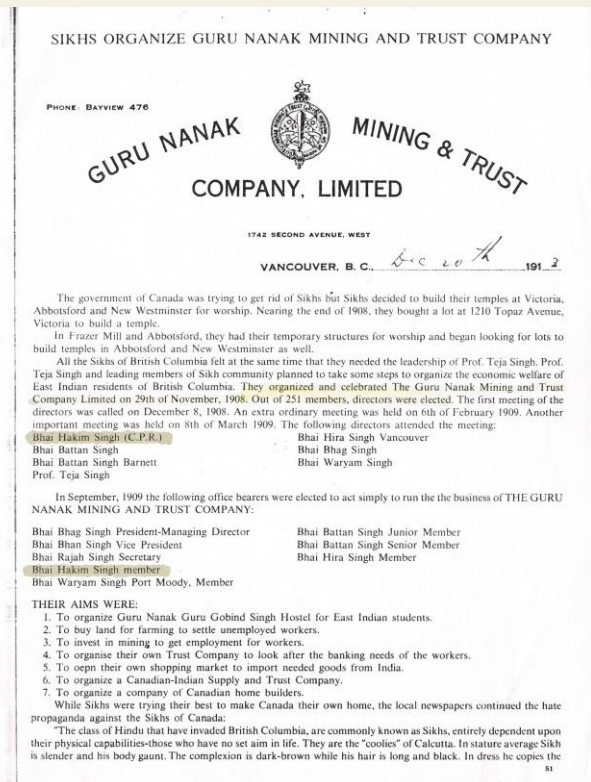 SIKHS ORGANIZE GURU NANAK MINING AND TRUST COMPANY
PHONE: BAYVIEW 476
GURU NANAK MINING & TRUST
COMPANY, LIMITED
1742 SECOND AVENUE, WEST
VANCOUVER, B. C., Dec 20th 1913
The government of Canada was trying to get rid of Sikhs but Sikhs decided to build their temples at Victoria,
Abbotsford and New Westminster for worship. Nearing the end of 1908, they bought a lot at 1210 Topaz Avenue,
Victoria to build a temple.
In Frazer Mill and Abbotsford, they had their temporary structures for worship and began looking for lots to
build temples in Abbotsford and New Westminster as well.
All the Sikhs of British Columbia felt at the same time that they needed the leadership of Prof. Teja Singh. Prof.
Teja Singh and leading members of Sikh community planned to take some steps to organize the economic welfare of
East Indian residents of British Columbia. They organized and celebrated The Guru Nanak Mining and Trust
Company Limited on 29th of November, 1908. Out of 251 members, directors were elected. The first meeting of the
directors was called on December 8, 1908. An extra ordinary meeting was held on 6th of February 1909. Another
important meeting was held on 8th of March 1909. The following directors attended the meeting:
Bhai Hakim Singh (C.P.R.) Bhai Hira Singh Vancouver
Bhai Battan Singh Bhai Bhag Singh
Bhai Battan Singh Barnett Bhai Waryam Singh
Prof. Teja Singh
In September, 1909 the following office bearers were elected to act simply to run the the business of THE GURU
NANAK MINING AND TRUST COMPANY:
Bhai Bhag Singh President-Managing Director Bhai Battan Singh Junior Member
Bhai Bhan Singh Vice President Bhai Battan Singh Senior Member
Bhai Rajah Singh Secretary Bhai Hira Singh Member
Bhai Hakim Singh member
Bhai Waryam Singh Port Moody, Member
THEIR AIMS WERE:
1. To organize Guru Nanak Guru Gobind Singh Hostel for East Indian students.
2. To buy land for farming to settle unemployed workers.
3. To invest in mining to get employment for workers.
4. To organise their own Trust Company to look after the banking needs of the workers.
5. To oepn their own shopping market to import needed goods from India.
6. To organize a Canadian-Indian Supply and Trust Company.
7. To organize a company of Canadian home builders.
While Sikhs were trying their best to make Canada their own home, the local newspapers continued the hate
propaganda against the Sikhs of Canada:
"The class of Hindu that have invaded British Columbia, are commonly known as Sikhs, entirely dependent upon
their physical capabilities-those who have no set aim in life. They are the "coolies" of Calcutta. In stature average Sikh
is slender and his body gaunt. The complexion is dark-brown while his hair is long and black. In dress he copies the
51